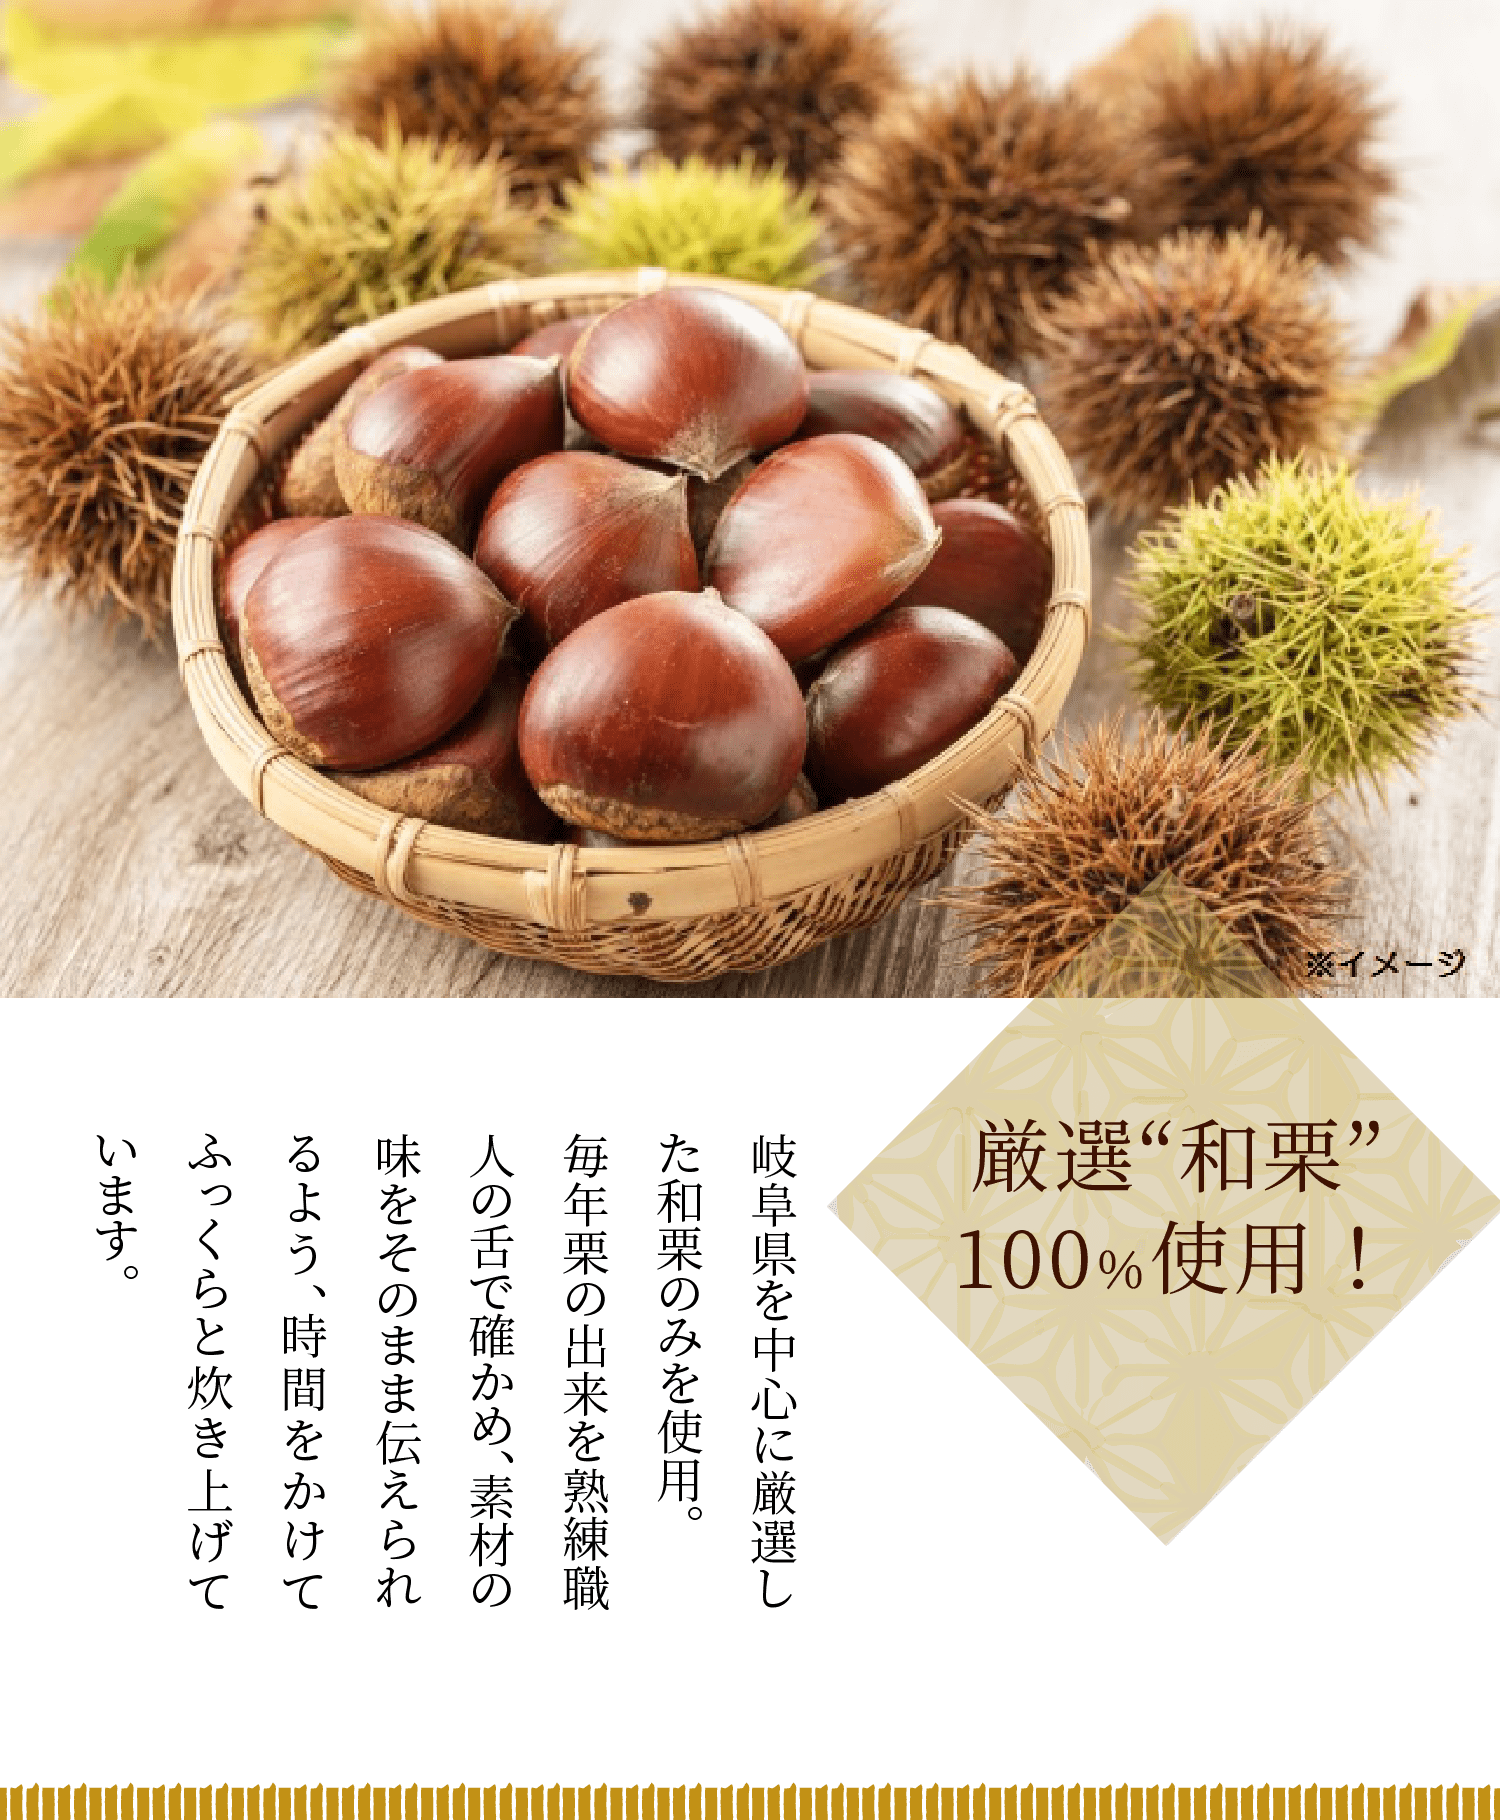 ※イメージ
厳選“和栗”
100%使用！
岐阜県を中心に厳選し
た和栗のみを使用。
毎年栗の出来を熟練職
人の舌で確かめ、素材の
味をそのまま伝えられ
るよう、時間をかけて
ふっくらと炊き上げて
います。